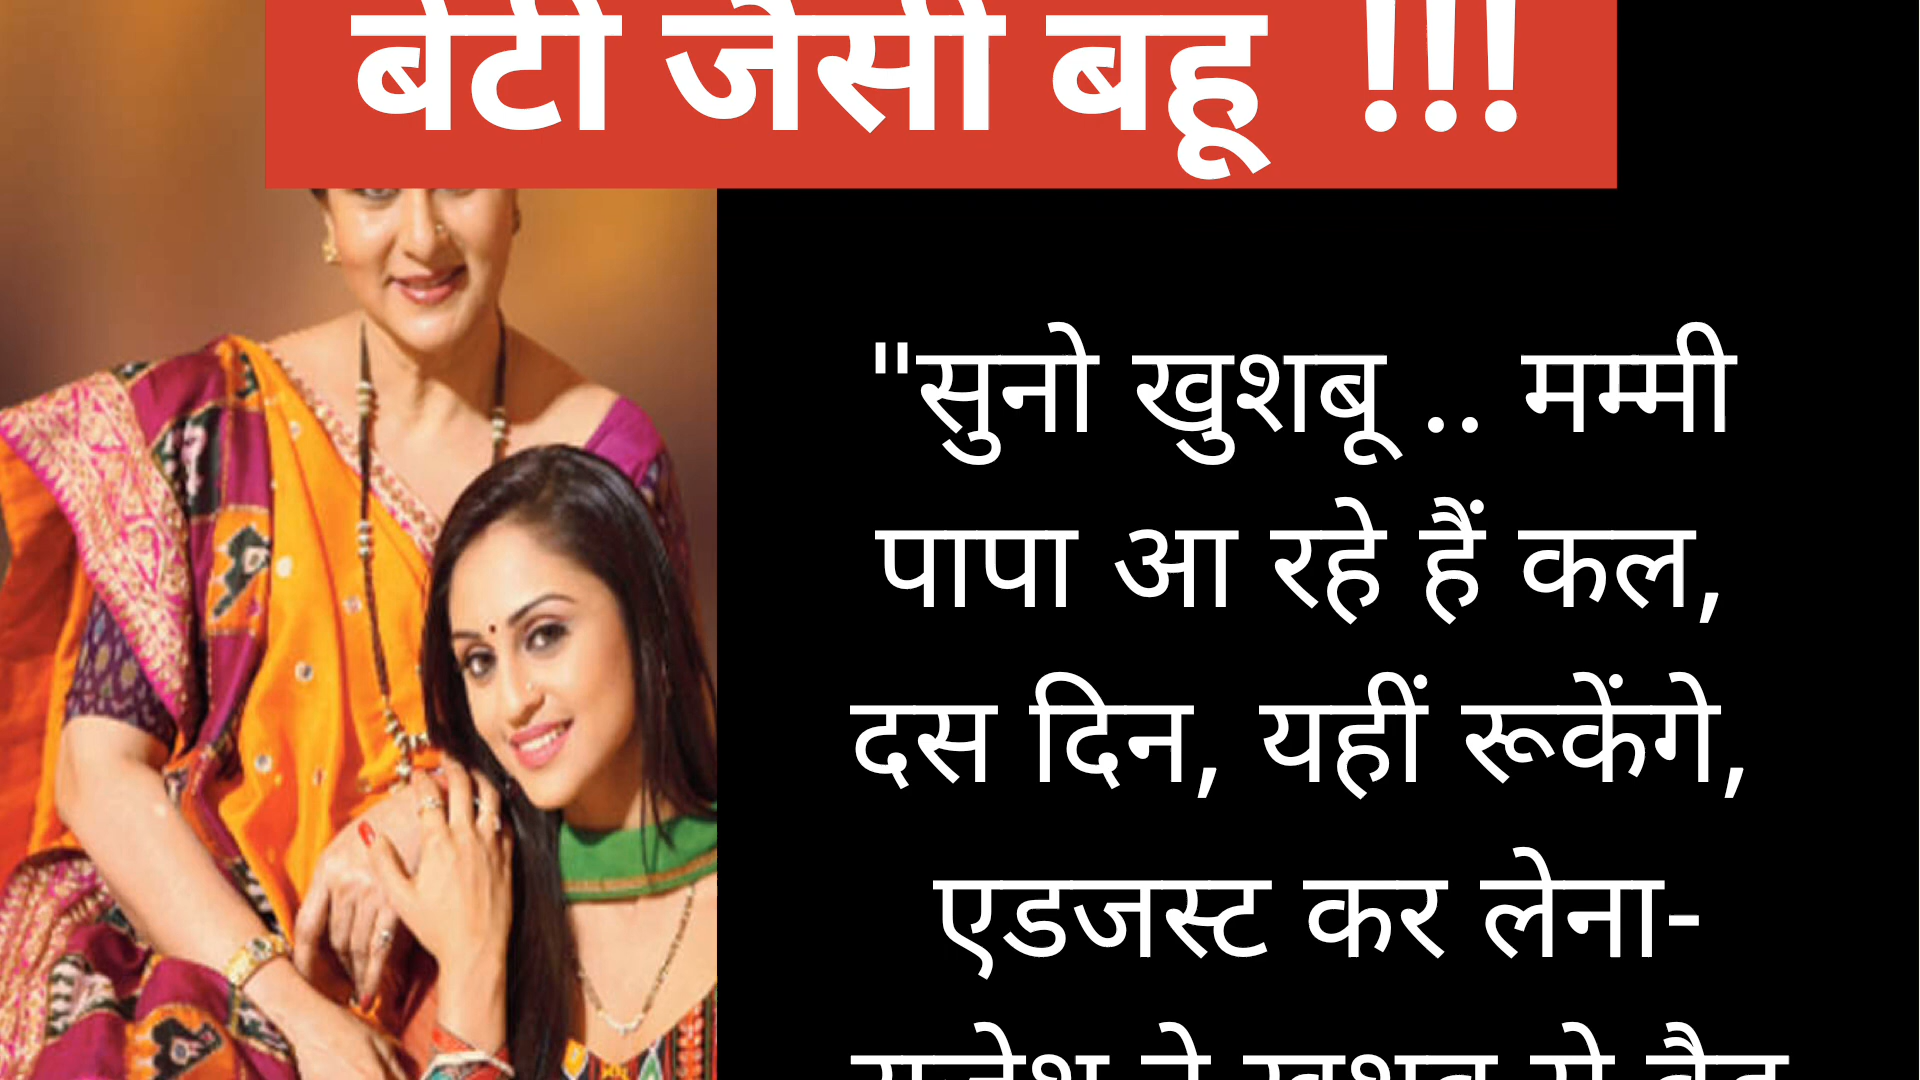 बेटी जैसी बहू !!!
"सुनो खुशबू .. मम्मी
पापा आ रहे हैं कल,
दस दिन, यहीं रूकेंगे,
एडजस्ट कर लेना-